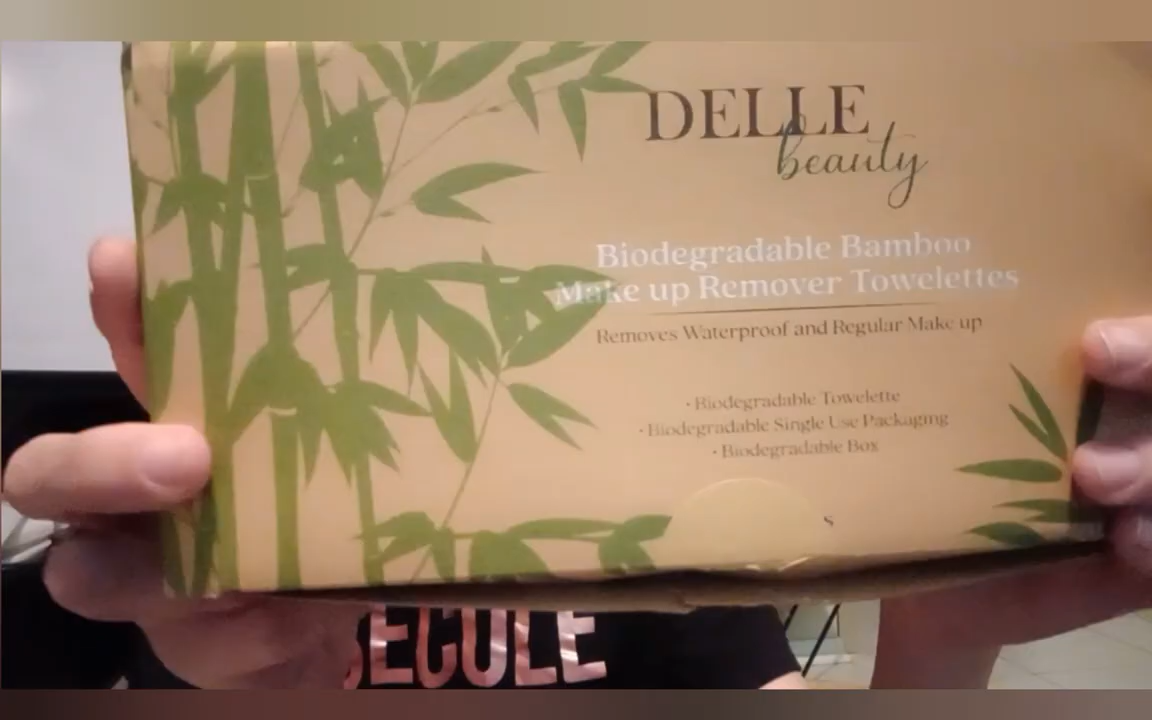 DELLE
beauty
Biodegradable Bamboo
Make up Remover Towelettes
Removes Waterproof and Regular Make up
• Biodegradable Towelette
• Biodegradable Single Use Packaging
• Biodegradable Box
s